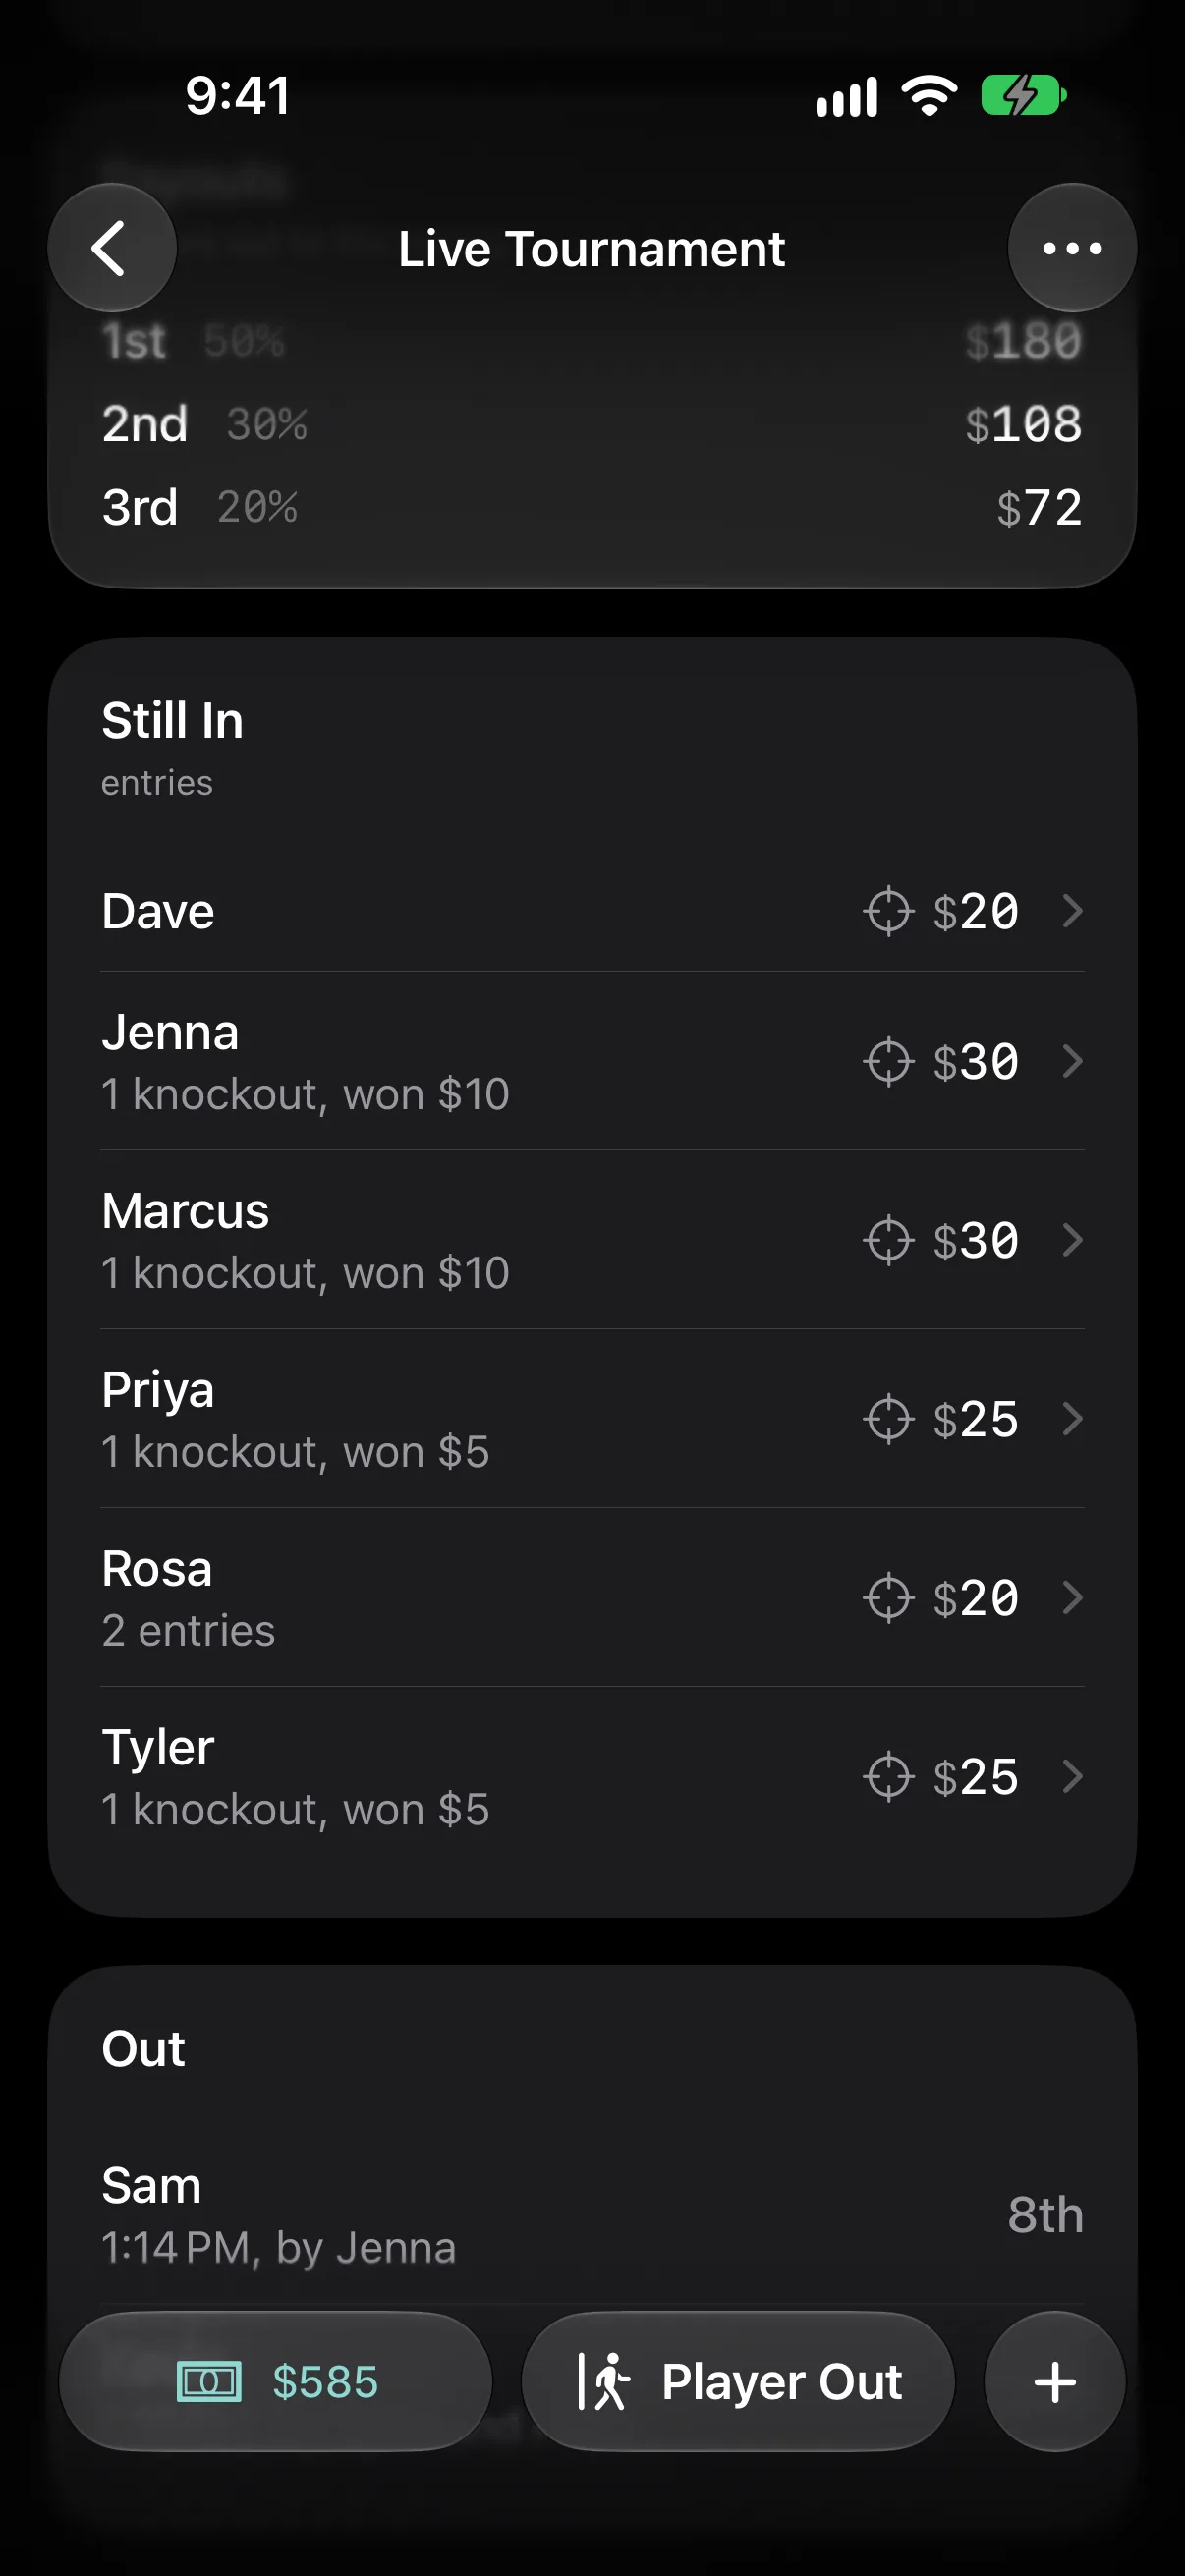 9:41
Live Tournament
1st 50% $180
2nd 30% $108
3rd 20% $72
Still In
entries
Dave $20
Jenna
1 knockout, won $10
$30
Marcus
1 knockout, won $10
$30
Priya
1 knockout, won $5
$25
Rosa
2 entries
$20
Tyler
1 knockout, won $5
$25
Out
Sam
1:14 PM, by Jenna
8th
$585
Player Out